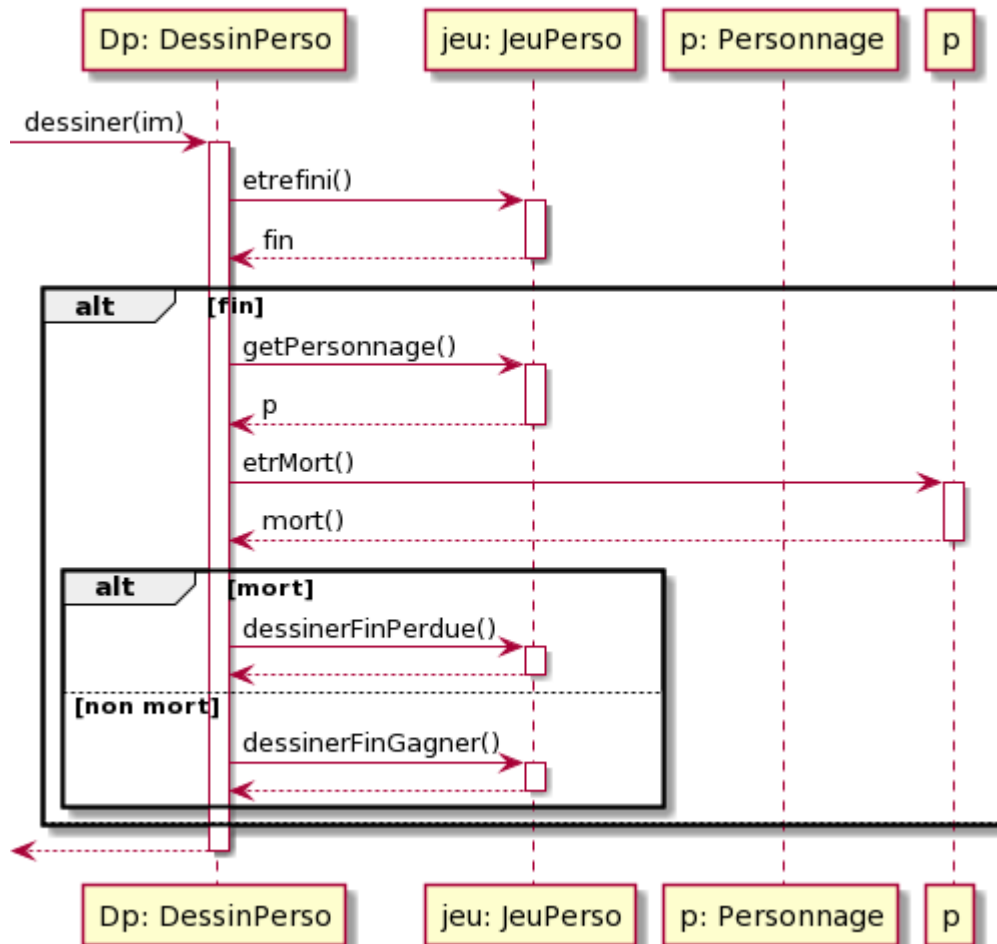 Dp: DessinPerso
jeu: JeuPerso
p: Personnage
p
dessiner(im)
etrefini()
fin
alt
[fin]
getPersonnage()
p
etrMort()
mort()
alt
[mort]
dessinerFinPerdue()
[non mort]
dessinerFinGagner()
Dp: DessinPerso
jeu: JeuPerso
p: Personnage
p